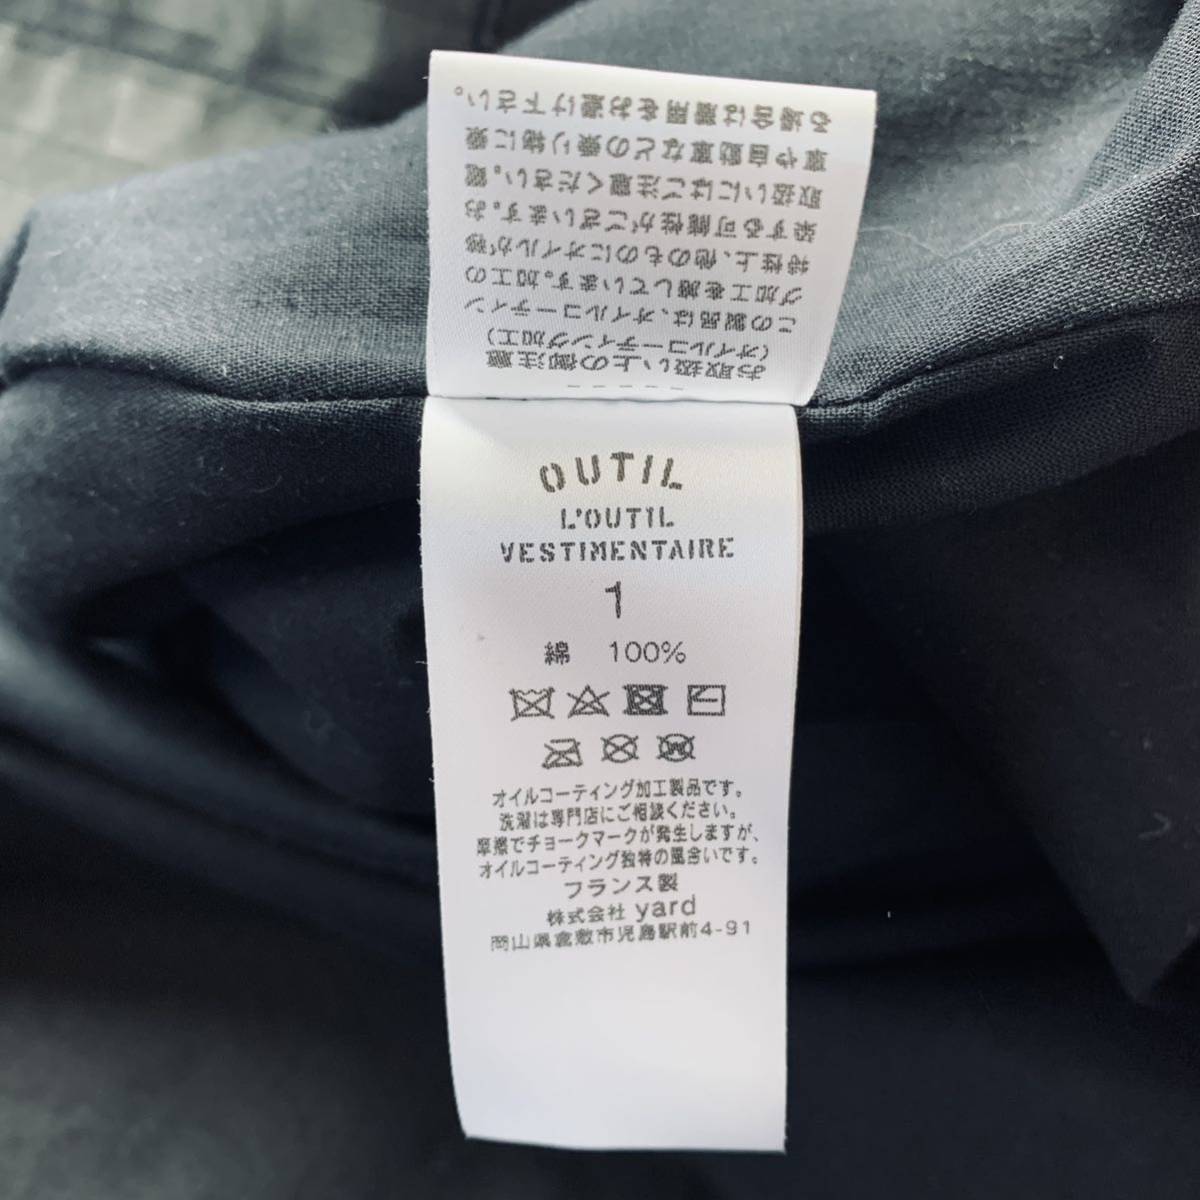 OUTIL
L'OUTIL
VESTIMENTAIRE
1
綿 100%
オイルコーティング加工製品です。
洗濯は専門店にご相談ください。
摩擦でチョークマークが発生しますが、
オイルコーティング独特の風合いです。
フランス製
株式会社 yard
岡山県倉敷市児島駅前4-91
お取扱い上の御注意
(オイルコーティング加工)
この製品は、オイルコーティン
グ加工を施しています。加工の
特性上、他のものにオイルが移
染する可能性がございます。お
取扱いにはご注意ください。電
車や自動車などの乗り物に乗
る場合は着用をお避け下さい。